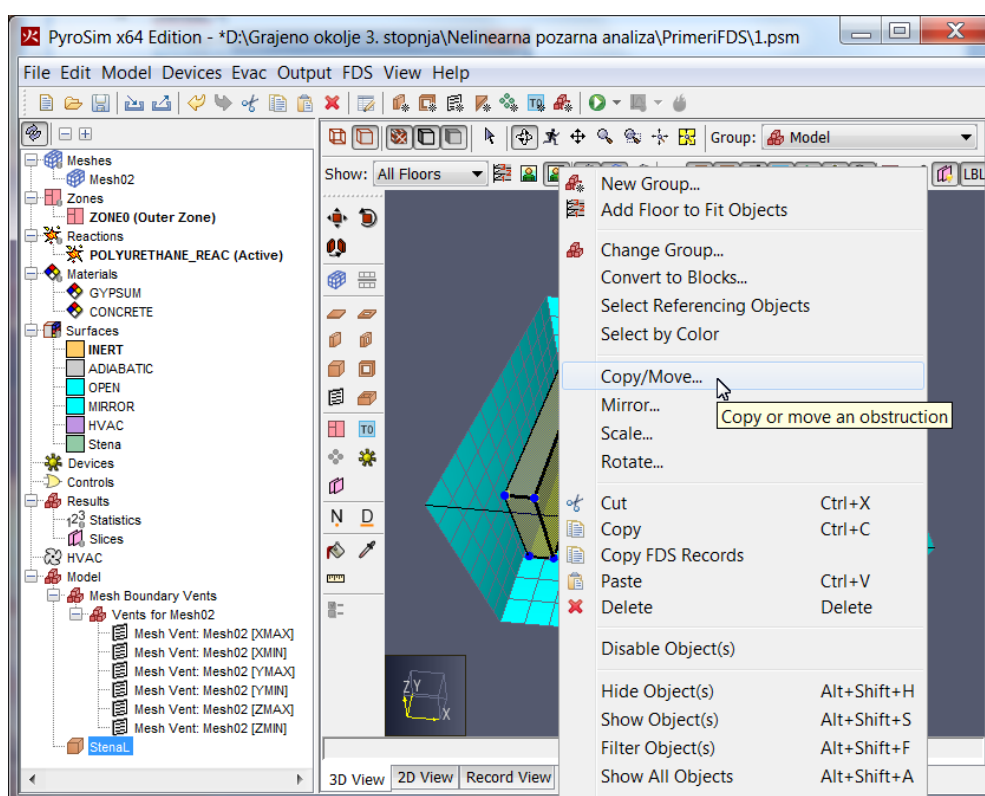 PyroSim x64 Edition - *D:\Grajeno okolje 3. stopnja\Nelinearna pozarna analiza\PrimeriFDS\1.psm
File Edit Model Devices Evac Output FDS View Help
Group: Model
Show: All Floors
LBL
Meshes
Mesh02
Zones
ZONE0 (Outer Zone)
Reactions
POLYURETHANE_REAC (Active)
Materials
GYPSUM
CONCRETE
Surfaces
INERT
ADIABATIC
OPEN
MIRROR
HVAC
Stena
Devices
Controls
Results
Statistics
Slices
HVAC
Model
Mesh Boundary Vents
Vents for Mesh02
Mesh Vent: Mesh02 [XMAX]
Mesh Vent: Mesh02 [XMIN]
Mesh Vent: Mesh02 [YMAX]
Mesh Vent: Mesh02 [YMIN]
Mesh Vent: Mesh02 [ZMAX]
Mesh Vent: Mesh02 [ZMIN]
StenaL
N D
Z Y
X
3D View 2D View Record View
New Group...
Add Floor to Fit Objects
Change Group...
Convert to Blocks...
Select Referencing Objects
Select by Color
Copy/Move...
Copy or move an obstruction
Mirror...
Scale...
Rotate...
Cut Ctrl+X
Copy Ctrl+C
Copy FDS Records
Paste Ctrl+V
Delete Delete
Disable Object(s)
Hide Object(s) Alt+Shift+H
Show Object(s) Alt+Shift+S
Filter Object(s) Alt+Shift+F
Show All Objects Alt+Shift+A